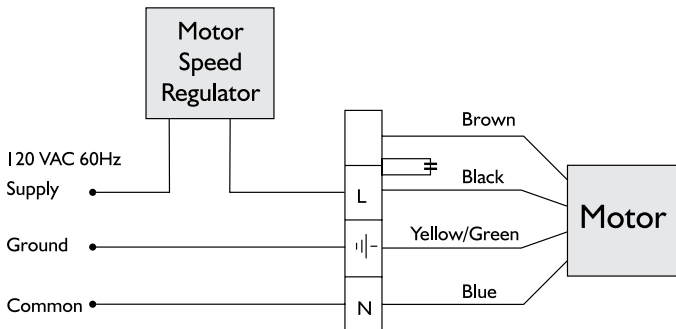 Motor
Speed
Regulator
Brown
120 VAC 60Hz
Supply
L
Black
Motor
Ground
Yellow/Green
Common
N
Blue